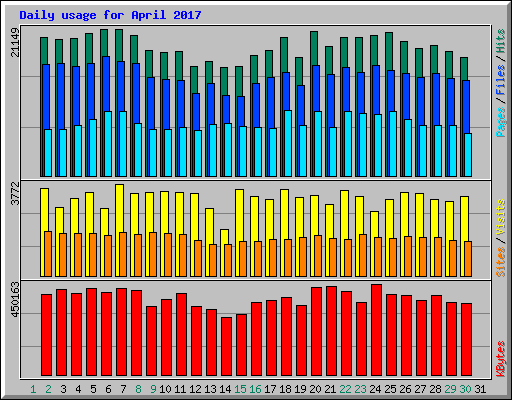 Daily usage for April 2017
21149
Pages / Files / Hits
3772
Sites / Visits
450163
KBytes
1 2 3 4 5 6 7 8 9 10 11 12 13 14 15 16 17 18 19 20 21 22 23 24 25 26 27 28 29 30 31